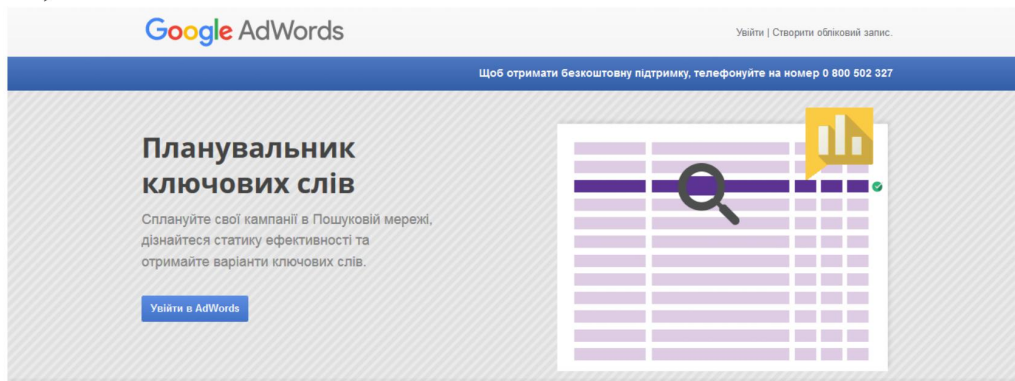 Google AdWords
Увійти | Створити обліковий запис.
Щоб отримати безкоштовну підтримку, телефонуйте на номер 0 800 502 327
Планувальник
ключових слів
Сплануйте свої кампанії в Пошуковій мережі,
дізнайтеся статику ефективності та
отримайте варіанти ключових слів.
Увійти в AdWords